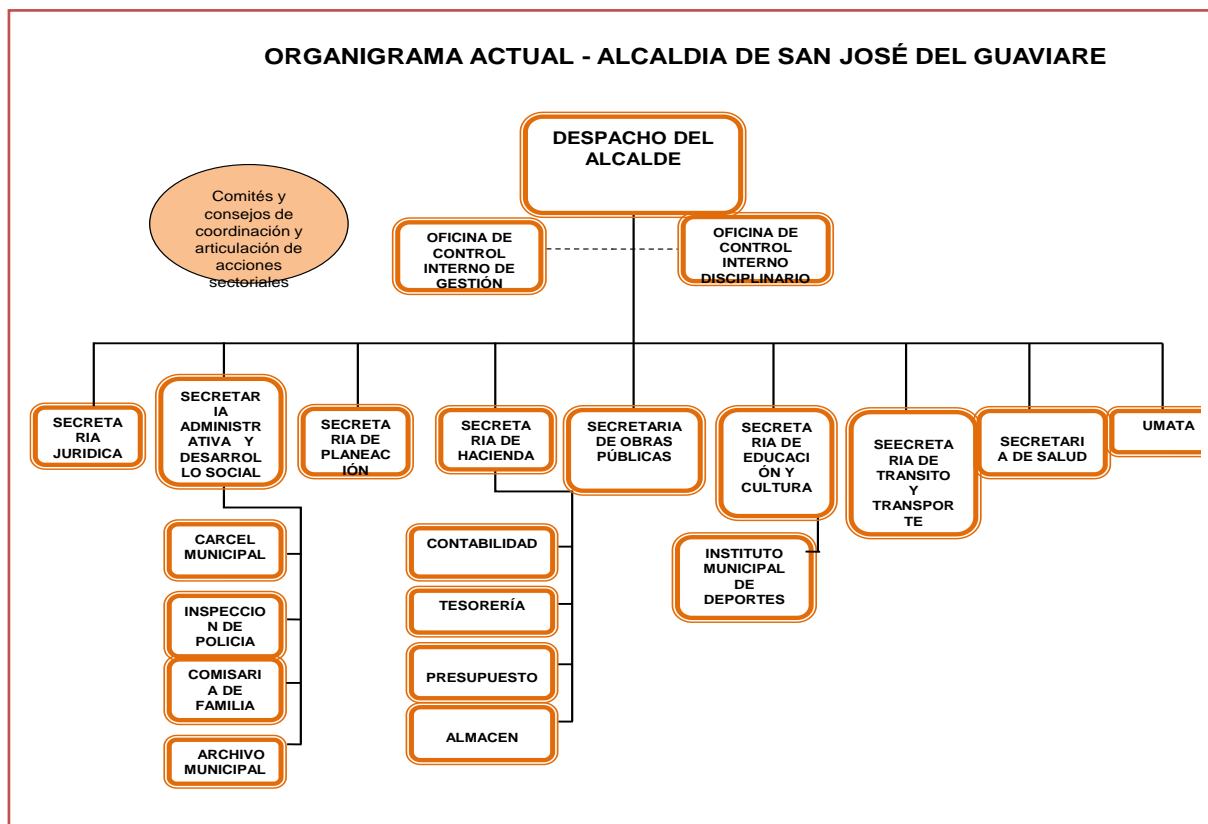 ORGANIGRAMA ACTUAL - ALCALDIA DE SAN JOSÉ DEL GUAVIARE
DESPACHO DEL
ALCALDE
Comités y
consejos de
coordinación y
articulación de
acciones
sectoriales
OFICINA DE
CONTROL
INTERNO DE
GESTIÓN
OFICINA DE
CONTROL
INTERNO
DISCIPLINARIO
SECRETA
RIA
JURIDICA
SECRETAR
IA
ADMINISTR
ATIVA Y
DESARROL
LO SOCIAL
SECRETA
RIA DE
PLANEAC
IÓN
SECRETA
RIA DE
HACIENDA
SECRETARIA
DE OBRAS
PÚBLICAS
SECRETA
RIA DE
EDUCACI
ÓN Y
CULTURA
SEECRETA
RIA DE
TRANSITO
Y
TRANSPOR
TE
SECRETARI
A DE SALUD
UMATA
CARCEL
MUNICIPAL
INSPECCION
N DE
POLICIA
COMISARI
A DE
FAMILIA
ARCHIVO
MUNICIPAL
CONTABILIDAD
TESORERÍA
PRESUPUESTO
ALMACEN
INSTITUTO
MUNICIPAL
DE
DEPORTES